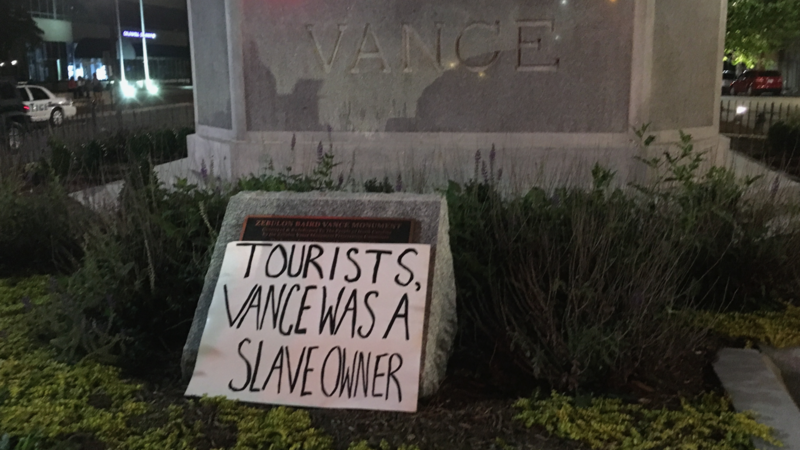 VANCE
ZEBULON BAIRD VANCE MONUMENT
TOURISTS,
VANCE WAS A
SLAVE OWNER